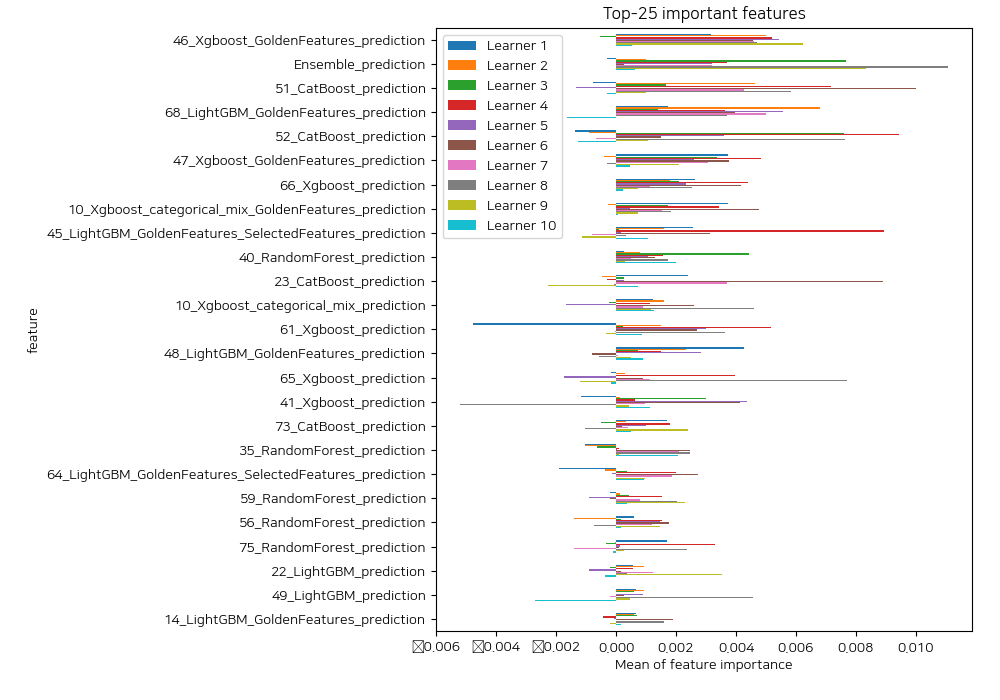 Top-25 important features
46_Xgboost_GoldenFeatures_prediction
Ensemble_prediction
51_CatBoost_prediction
68_LightGBM_GoldenFeatures_prediction
52_CatBoost_prediction
47_Xgboost_GoldenFeatures_prediction
66_Xgboost_prediction
10_Xgboost_categorical_mix_GoldenFeatures_prediction
45_LightGBM_GoldenFeatures_SelectedFeatures_prediction
40_RandomForest_prediction
23_CatBoost_prediction
10_Xgboost_categorical_mix_prediction
61_Xgboost_prediction
48_LightGBM_GoldenFeatures_prediction
65_Xgboost_prediction
41_Xgboost_prediction
73_CatBoost_prediction
35_RandomForest_prediction
64_LightGBM_GoldenFeatures_SelectedFeatures_prediction
59_RandomForest_prediction
56_RandomForest_prediction
75_RandomForest_prediction
22_LightGBM_prediction
49_LightGBM_prediction
14_LightGBM_GoldenFeatures_prediction
feature
Learner 1
Learner 2
Learner 3
Learner 4
Learner 5
Learner 6
Learner 7
Learner 8
Learner 9
Learner 10
0.006 0.004 0.002 0.000 0.002 0.004 0.006 0.008 0.010
Mean of feature importance